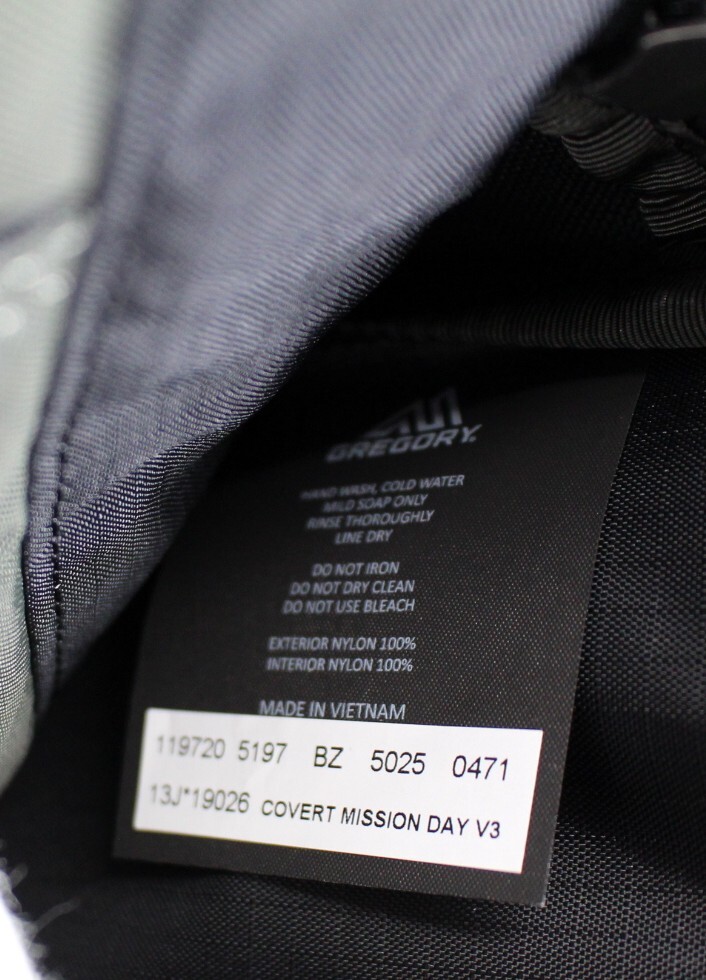 GREGORY.
HAND WASH, COLD WATER
MILD SOAP ONLY
RINSE THOROUGHLY
LINE DRY
DO NOT IRON
DO NOT DRY CLEAN
DO NOT USE BLEACH
EXTERIOR NYLON 100%
INTERIOR NYLON 100%
MADE IN VIETNAM
119720 5197 BZ 5025 0471
13J*19026 COVERT MISSION DAY V3